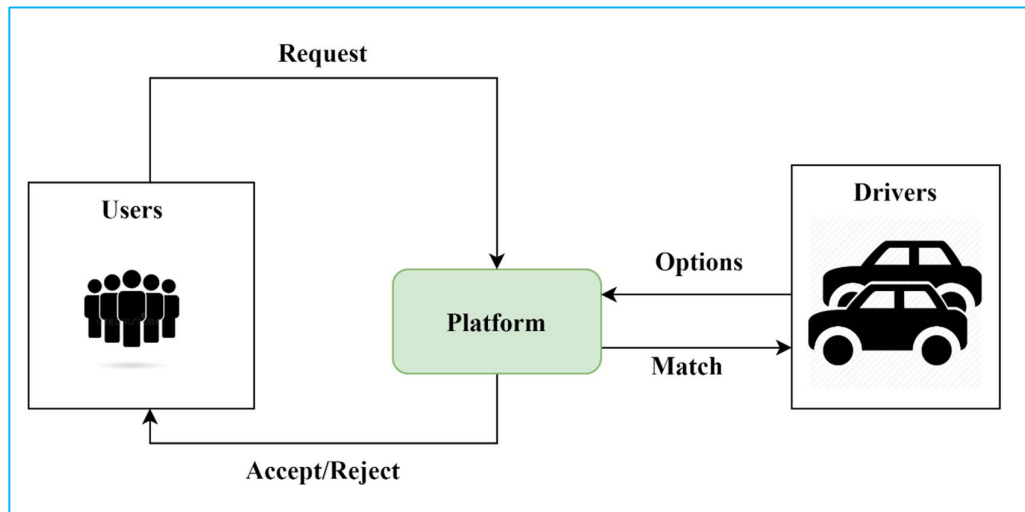 Request
Users
Drivers
Options
Platform
Match
Accept/Reject